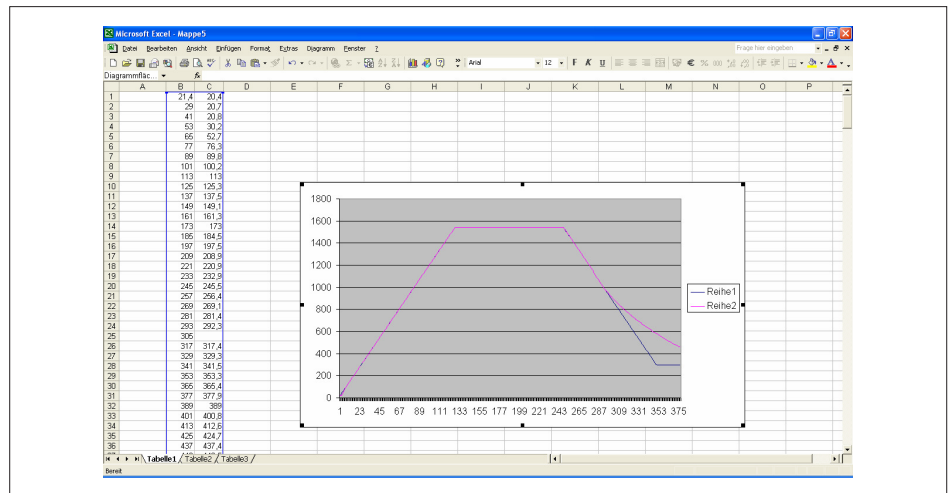 Microsoft Excel - Mappe5
Datei Bearbeiten Ansicht Einfügen Format Extras Diagramm Fenster ?
Frage hier eingeben
Arial 12 F K U € % 000
Diagrammfläc... fx
A B C D E F G H I J K L M N O P
1 21,4 20,4
2 29 20,7
3 41 20,8
4 53 30,2
5 65 52,7
6 77 76,3
7 89 89,8
8 101 100,2
9 113 113
10 125 125,3
11 137 137,5
12 149 149,1
13 161 161,3
14 173 173
15 185 184,5
16 197 197,5
17 209 208,9
18 221 220,9
19 233 232,9
20 245 245,5
21 257 256,4
22 269 269,1
23 281 281,4
24 293 292,3
25 305
26 317 317,4
27 329 329,3
28 341 341,5
29 353 353,3
30 365 365,4
31 377 377,9
32 389 389
33 401 400,8
34 413 412,6
35 425 424,7
36 437 437,4
1800
1600
1400
1200
1000
800
600
400
200
0
1 23 45 67 89 111 133 155 177 199 221 243 265 287 309 331 353 375
Reihe1
Reihe2
Tabelle1 / Tabelle2 / Tabelle3 /
Bereit